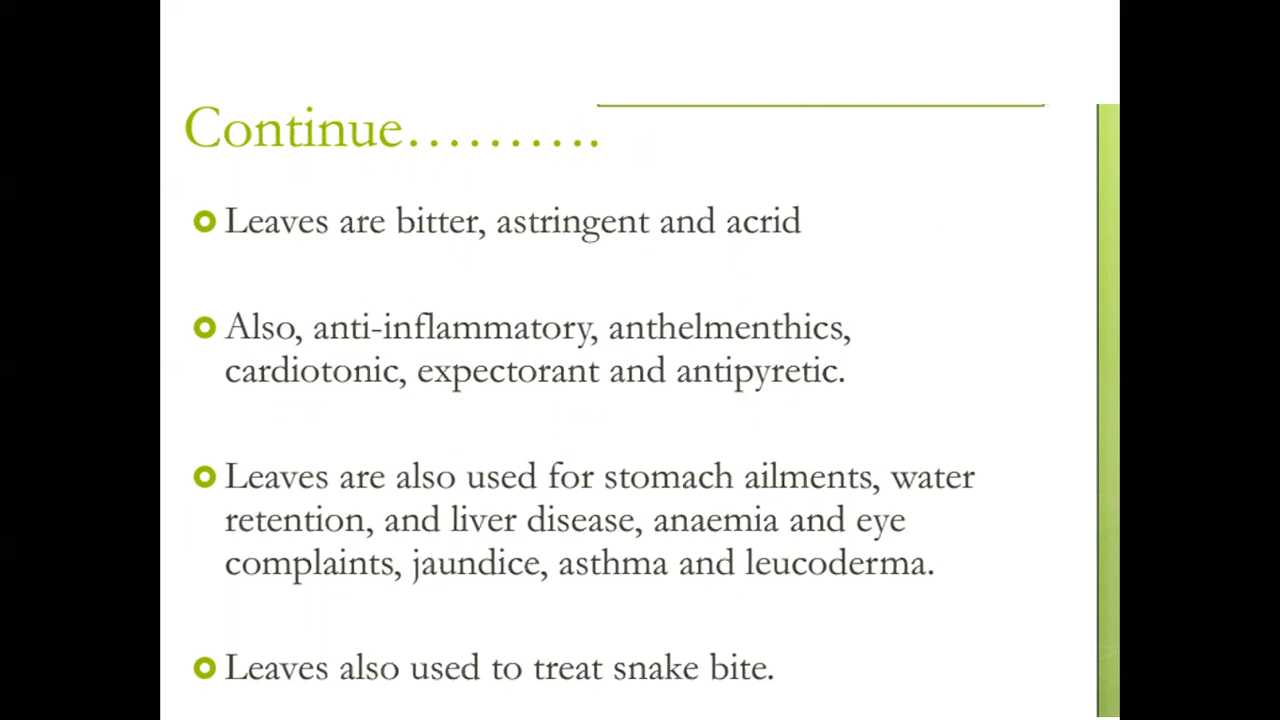 Continue……….
Leaves are bitter, astringent and acrid
Also, anti-inflammatory, anthelmenthics,
cardiotonic, expectorant and antipyretic.
Leaves are also used for stomach ailments, water
retention, and liver disease, anaemia and eye
complaints, jaundice, asthma and leucoderma.
Leaves also used to treat snake bite.